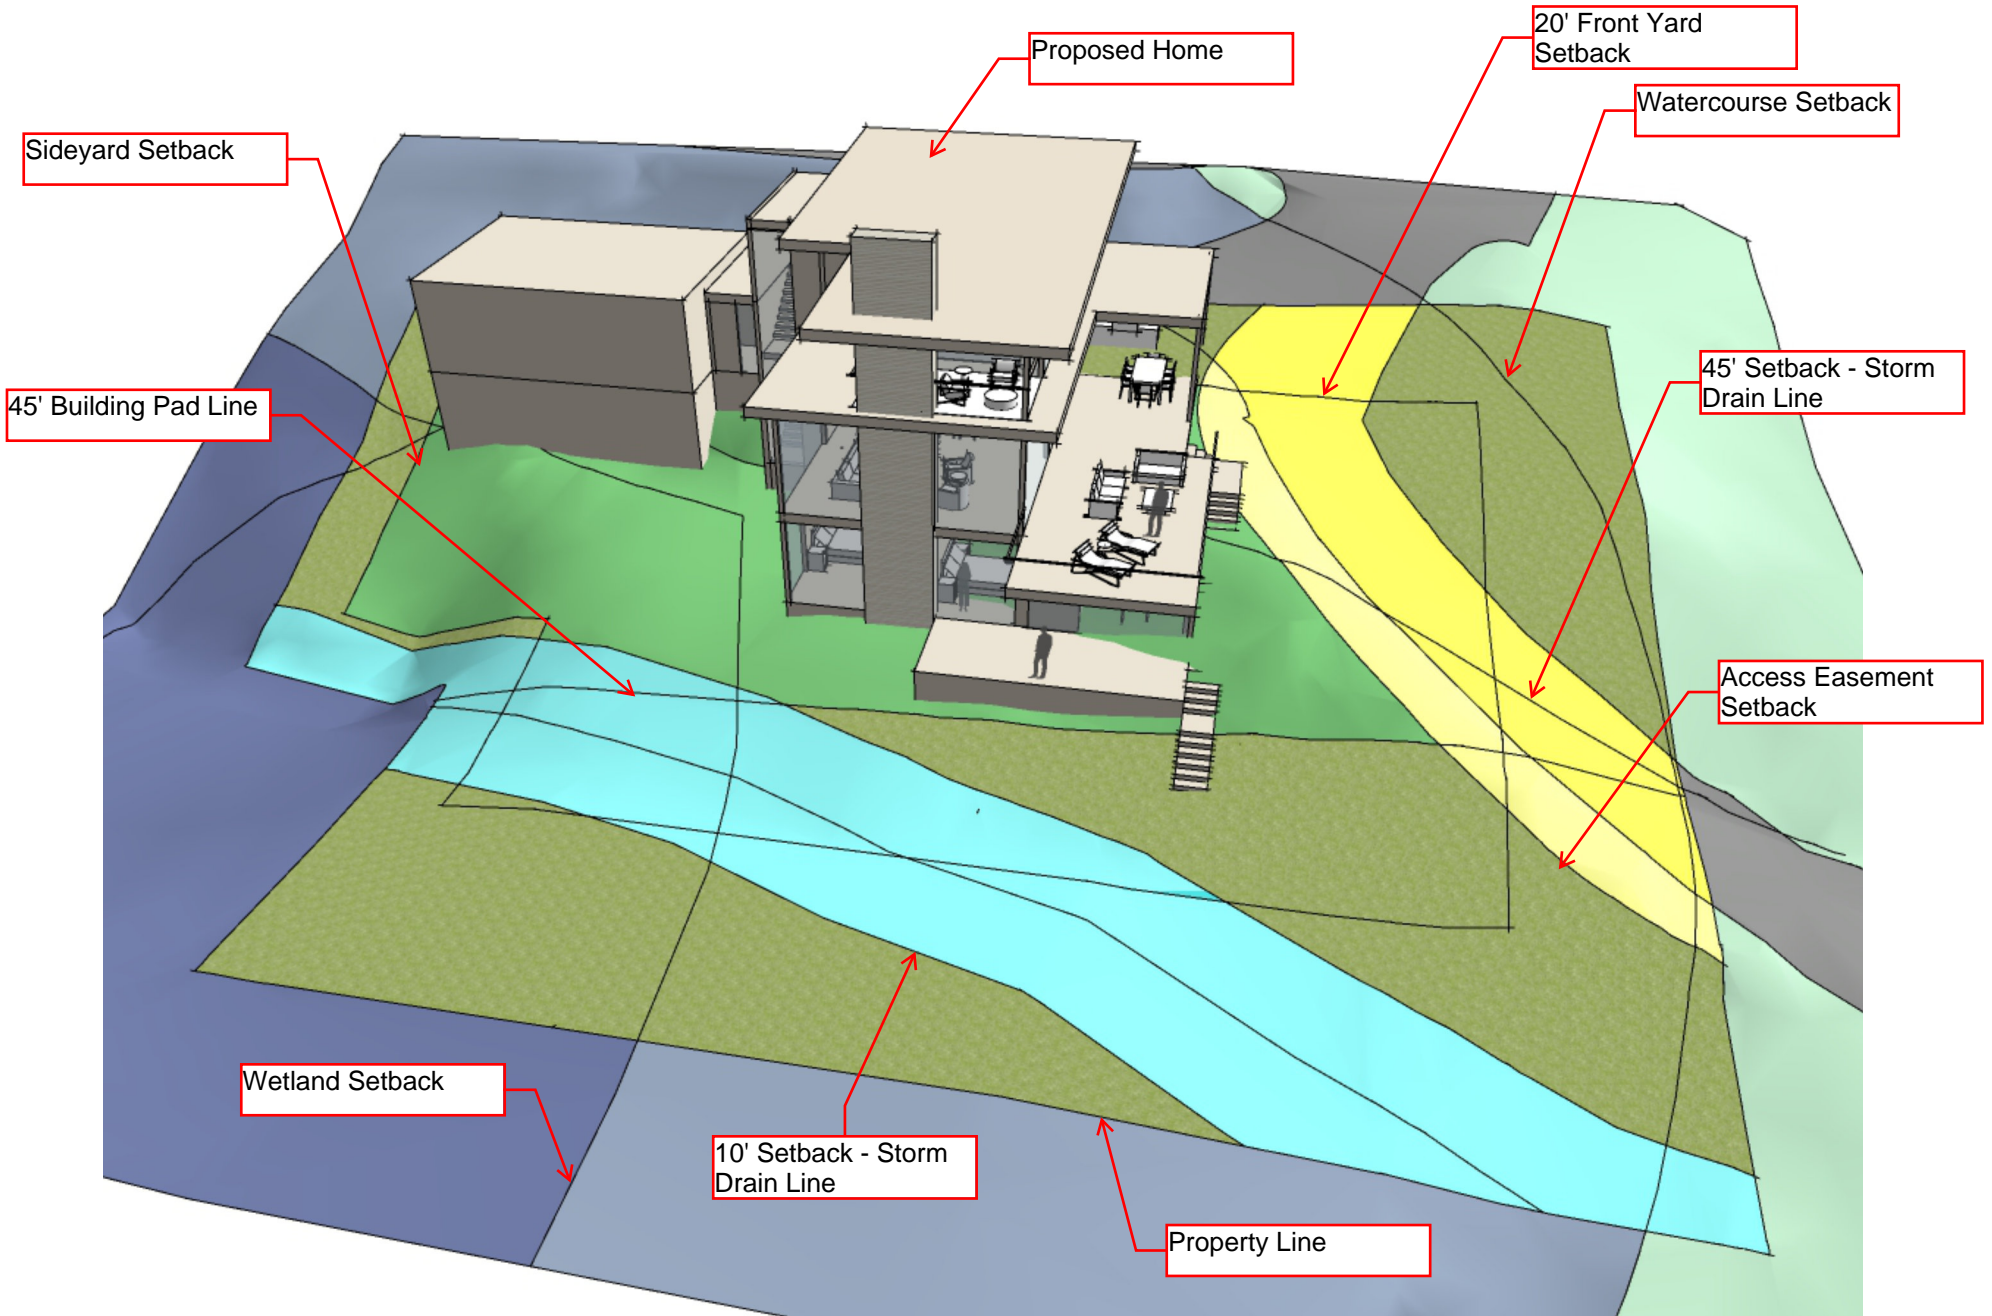 20' Front Yard
Setback
Proposed Home
Watercourse Setback
Sideyard Setback
45' Setback - Storm
Drain Line
45' Building Pad Line
Access Easement
Setback
Wetland Setback
10' Setback - Storm
Drain Line
Property Line